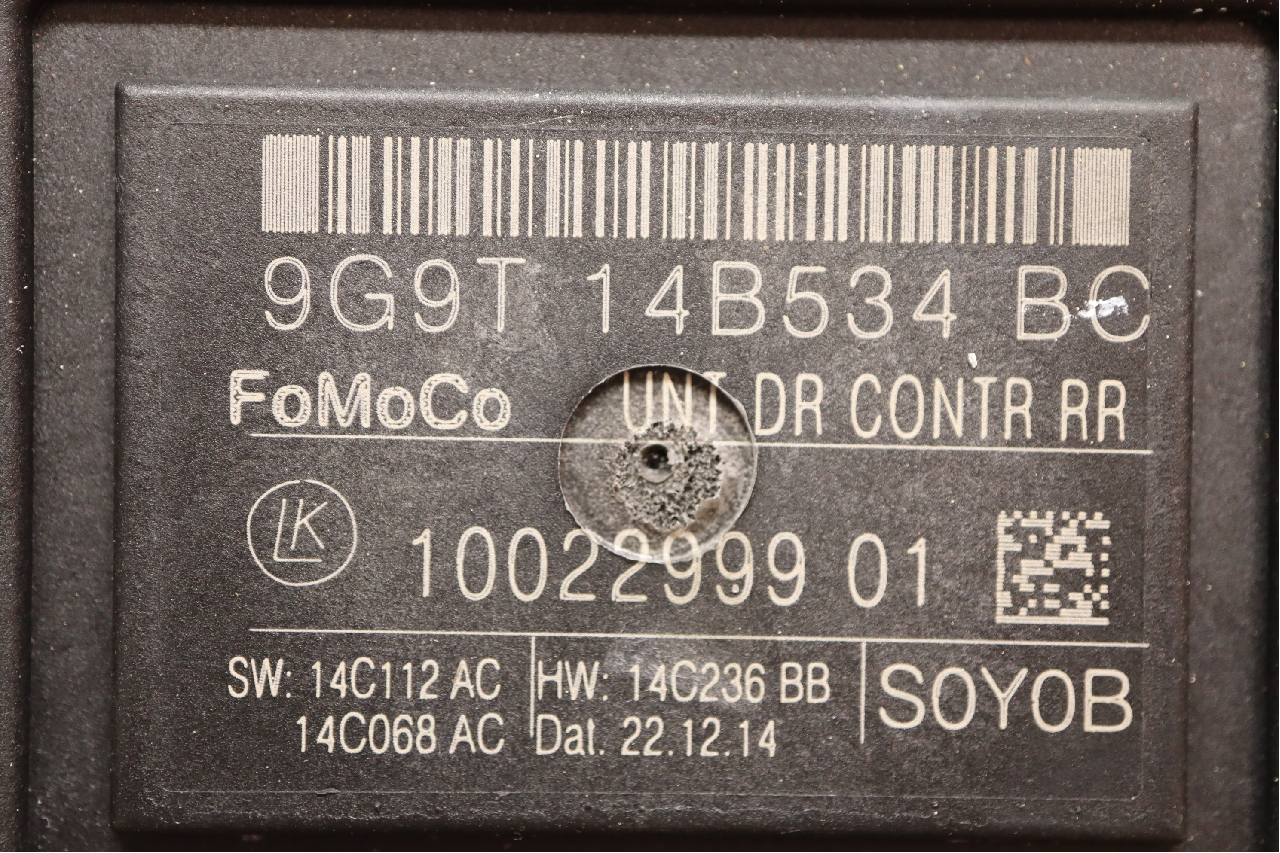 9G9T 14B534 BC
FoMoCo UNT DR CONTR RR
LK 10022999 01
SW: 14C112 AC HW: 14C236 BB SOYOB
14C068 AC Dat. 22.12.14